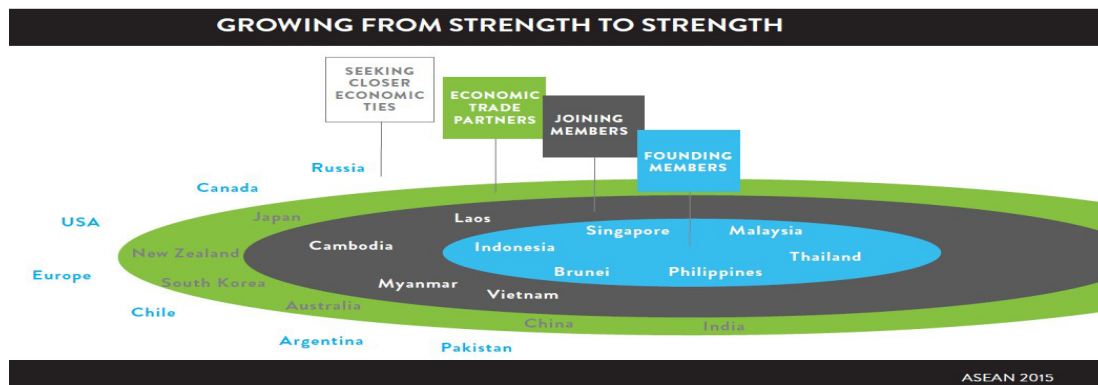 GROWING FROM STRENGTH TO STRENGTH
SEEKING
CLOSER
ECONOMIC
TIES
ECONOMIC
TRADE
PARTNERS
JOINING
MEMBERS
FOUNDING
MEMBERS
Russia
Canada
USA
Europe
Chile
Argentina
Pakistan
Japan
New Zealand
South Korea
Australia
China
India
Laos
Cambodia
Myanmar
Vietnam
Singapore
Malaysia
Indonesia
Thailand
Brunei
Philippines
ASEAN 2015